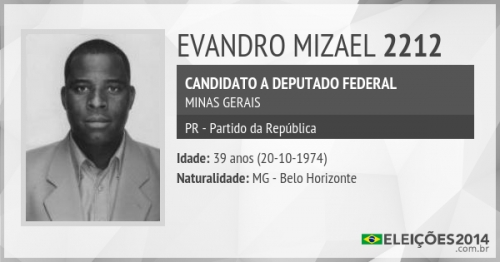 EVANDRO MIZAEL 2212
CANDIDATO A DEPUTADO FEDERAL
MINAS GERAIS
PR - Partido da República
Idade: 39 anos (20-10-1974)
Naturalidade: MG - Belo Horizonte
ELEIÇÕES2014
.com.br